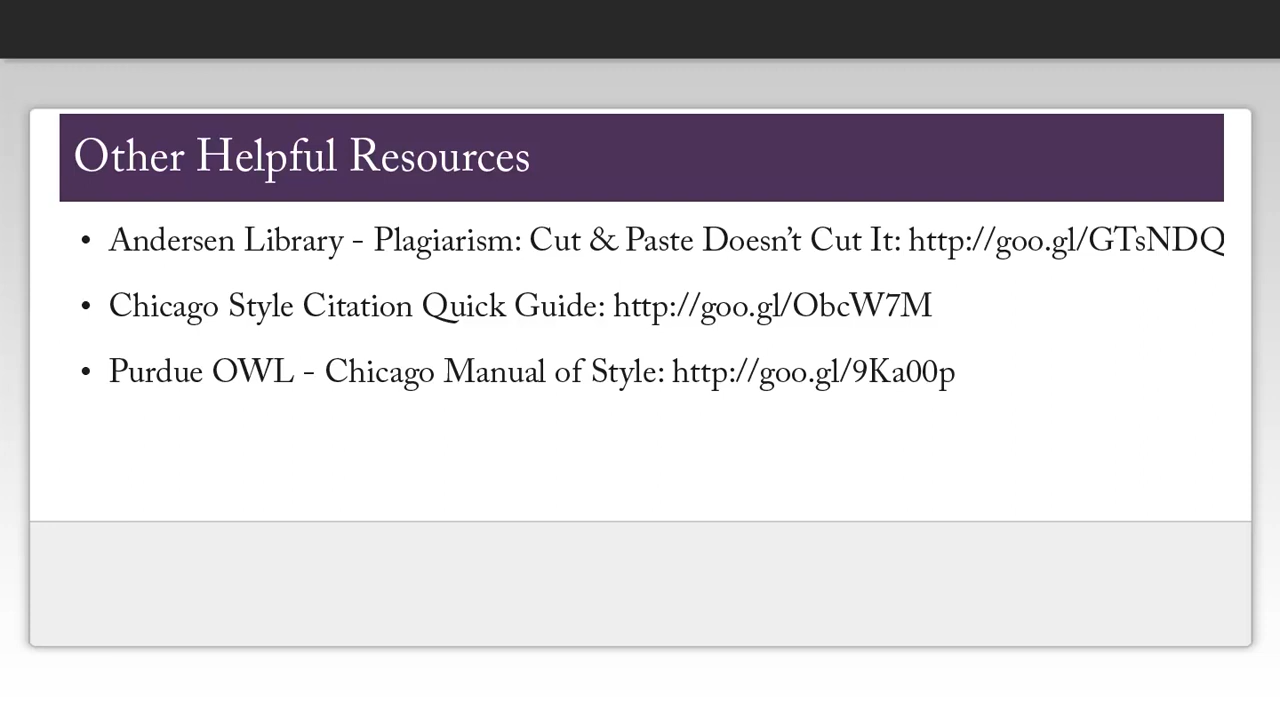 Other Helpful Resources
• Andersen Library - Plagiarism: Cut & Paste Doesn’t Cut It: http://goo.gl/GTsNDQ
• Chicago Style Citation Quick Guide: http://goo.gl/ObcW7M
• Purdue OWL - Chicago Manual of Style: http://goo.gl/9Ka00p